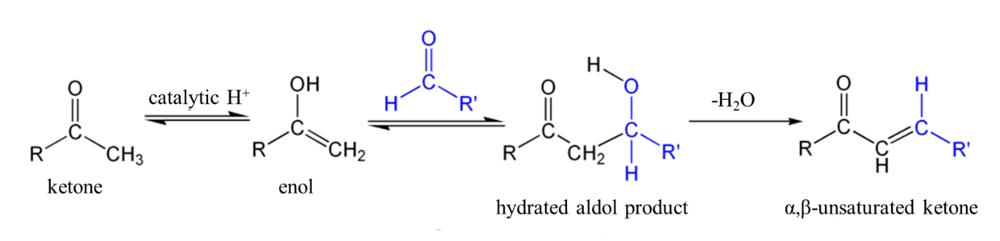 O
C
R
CH₃
ketone
catalytic H⁺
OH
C
R
CH₂
enol
O
C
H
R'
H
O
O
C
C
R
CH₂
R'
H
hydrated aldol product
-H₂O
O
H
C
C
R
C
R'
H
α,β-unsaturated ketone